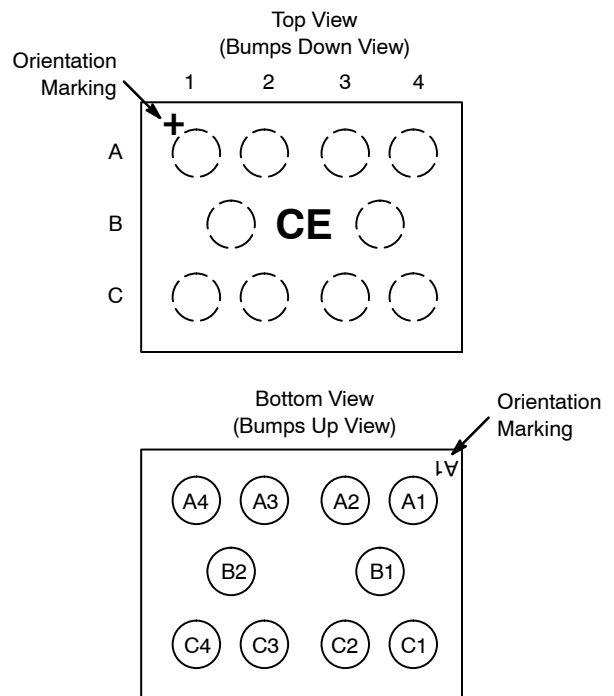 Top View
(Bumps Down View)
Orientation
Marking
1 2 3 4
+
A
B CE
C
Bottom View
(Bumps Up View)
Orientation
Marking
A1
A4 A3 A2 A1
B2 B1
C4 C3 C2 C1